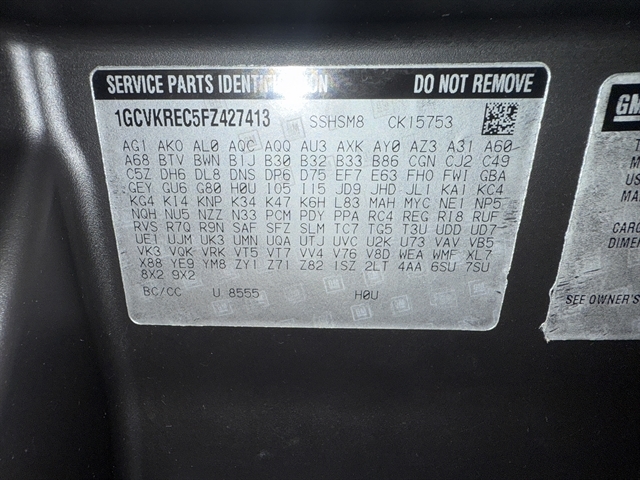 SERVICE PARTS IDENTIFICATION DO NOT REMOVE
1GCVKREC5FZ427413 SSHSM8 CK15753
AG1 AKO AL0 AQC AQQ AU3 AXK AY0 AZ3 A31 A60
A68 BTV BWN B1J B30 B32 B33 B86 CGN CJ2 C49
C5Z DH6 DL8 DNS DP6 D75 EF7 E63 FHO FWI GBA
GEY GU6 G80 H0U I05 I15 JD9 JHD JL1 KA1 KC4
KG4 K14 KNP K34 K47 K6H L83 MAH MYC NE1 NP5
NQH NU5 NZZ N33 PCM PDY PPA RC4 REG R18 RUF
RVS R7Q R9N SAF SFZ SLM TC7 TG5 T3U UDD UD7
UE1 UJM UK3 UMN UQA UTJ UVC U2K U73 VAV VB5
VK3 VQK VRK VT5 VT7 VV4 V76 V8D WEA WMF XL7
X88 YE9 YM8 ZY1 Z71 Z82 1SZ 2LT 4AA 6SU 7SU
8X2 9X2
BC/CC U 8555 H0U
GM
CARGO
DIMEN
SEE OWNER'S